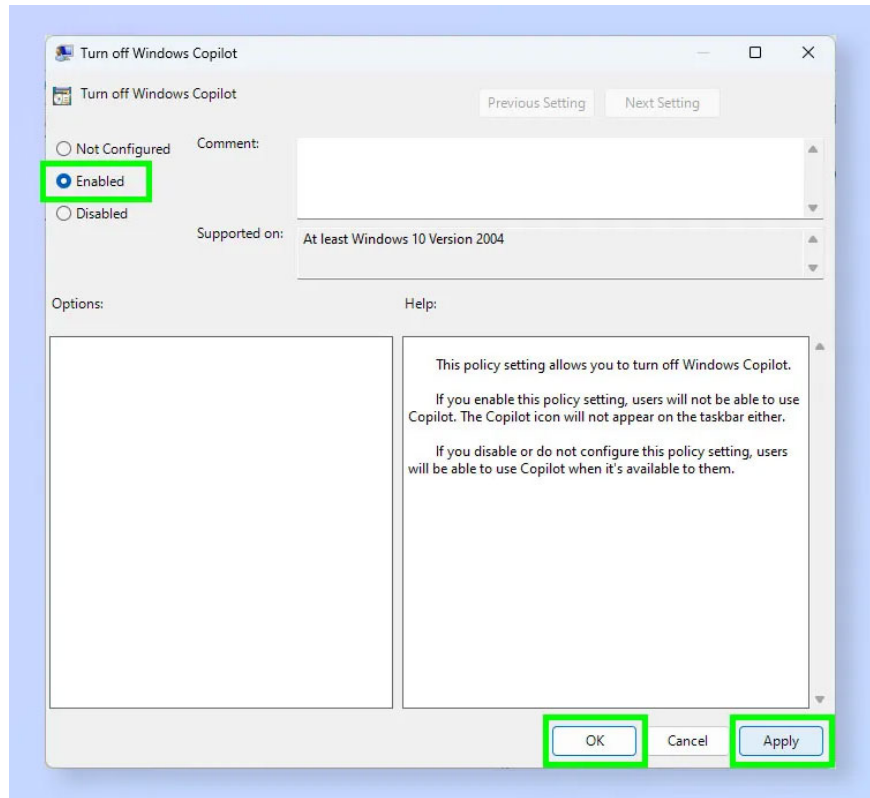 Turn off Windows Copilot
Turn off Windows Copilot
Previous Setting
Next Setting
Not Configured
Comment:
Enabled
Disabled
Supported on:
At least Windows 10 Version 2004
Options:
Help:
This policy setting allows you to turn off Windows Copilot.
If you enable this policy setting, users will not be able to use
Copilot. The Copilot icon will not appear on the taskbar either.
If you disable or do not configure this policy setting, users
will be able to use Copilot when it's available to them.
OK
Cancel
Apply